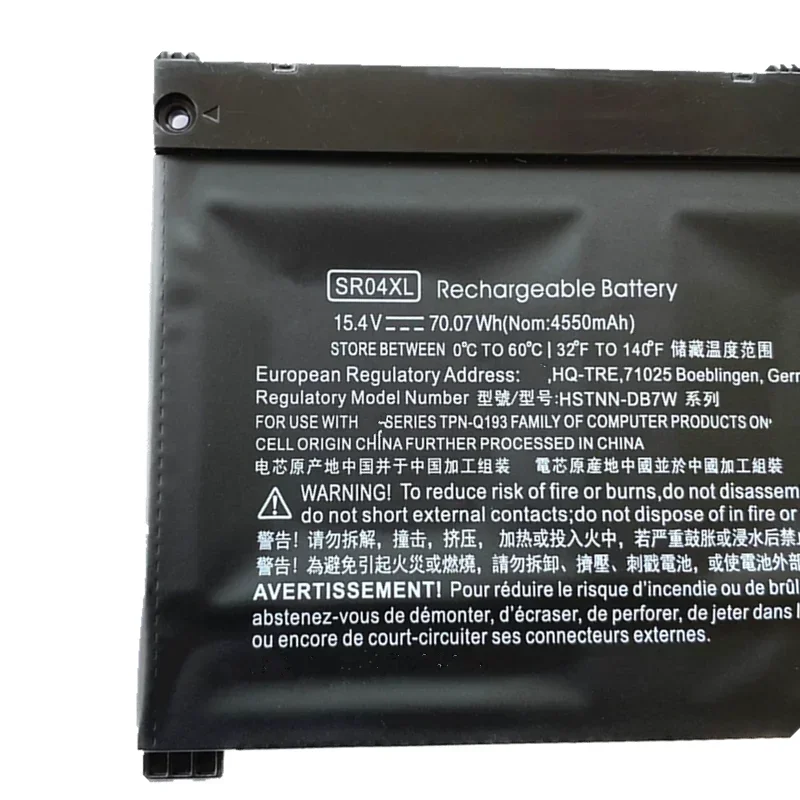 SR04XL Rechargeable Battery
15.4V 70.07Wh(Nom:4550mAh)
STORE BETWEEN 0℃ TO 60℃ | 32℉ TO 140℉ 储藏温度范围
European Regulatory Address: ,HQ-TRE,71025 Boeblingen, Gern
Regulatory Model Number 型號/型号:HSTNN-DB7W 系列
FOR USE WITH -SERIES TPN-Q193 FAMILY OF COMPUTER PRODUCTS ON
CELL ORIGIN CHINA FURTHER PROCESSED IN CHINA
电芯原产地中国并于中国加工组装 電芯原産地中國並於中國加工組裝
WARNING! To reduce risk of fire or burns,do not disassem
do not short external contacts;do not dispose of in fire or
警告! 请勿拆解,撞击,挤压, 加热或投入火中,若严重鼓胀或浸水后禁止
警告! 為避免引起火災或燃燒,請勿拆卸、擠壓、刺戳電池,或使電池外部
AVERTISSEMENT! Pour réduire le risque d'incendie ou de brûl
abstenez-vous de démonter, d'écraser, de perforer, de jeter dans l
ou encore de court-circuiter ses connecteurs externes.